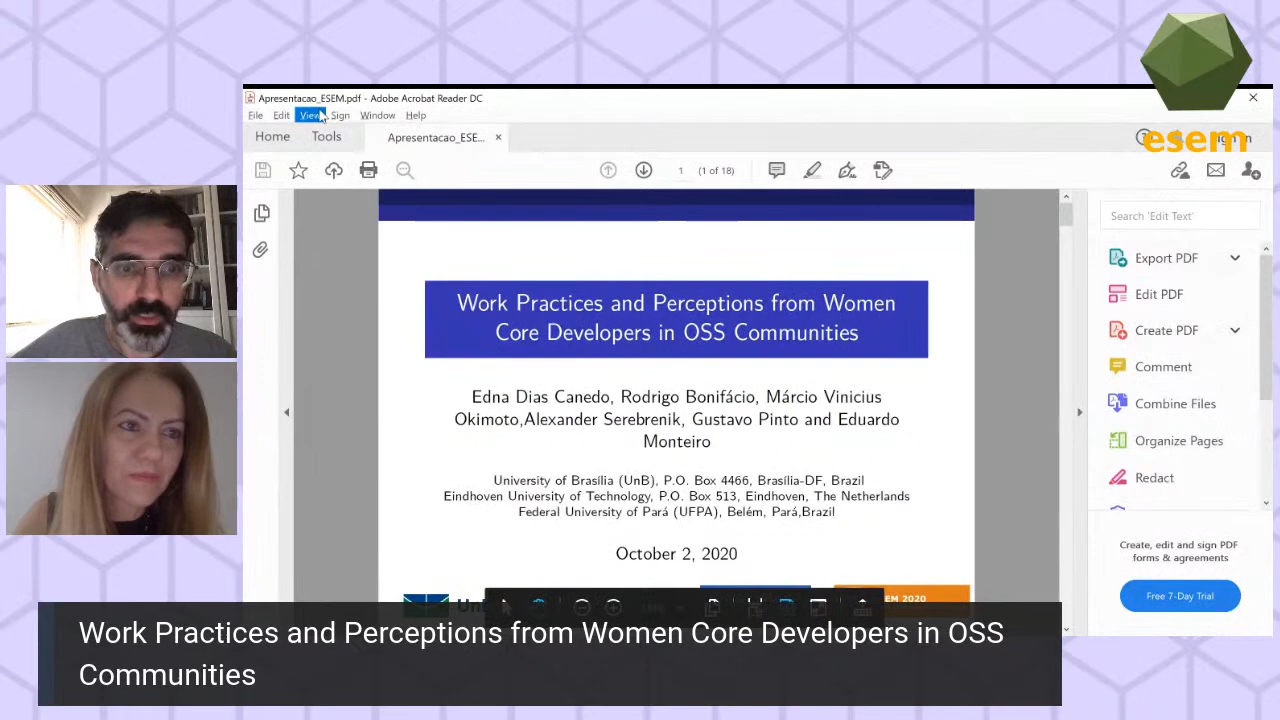 esem
Apresentacao_ESEM.pdf - Adobe Acrobat Reader DC
File Edit View Sign Window Help
Home Tools Apresentacao_ESE...
1 (1 of 18)
Search 'Edit Text'
Export PDF
Edit PDF
Create PDF
Comment
Combine Files
Organize Pages
Redact
Create, edit and sign PDF
forms & agreements
Free 7-Day Trial
Work Practices and Perceptions from Women
Core Developers in OSS Communities
Edna Dias Canedo, Rodrigo Bonifácio, Márcio Vinicius
Okimoto,Alexander Serebrenik, Gustavo Pinto and Eduardo
Monteiro
University of Brasília (UnB), P.O. Box 4466, Brasília-DF, Brazil
Eindhoven University of Technology, P.O. Box 513, Eindhoven, The Netherlands
Federal University of Pará (UFPA), Belém, Pará,Brazil
October 2, 2020
EM 2020
Work Practices and Perceptions from Women Core Developers in OSS
Communities